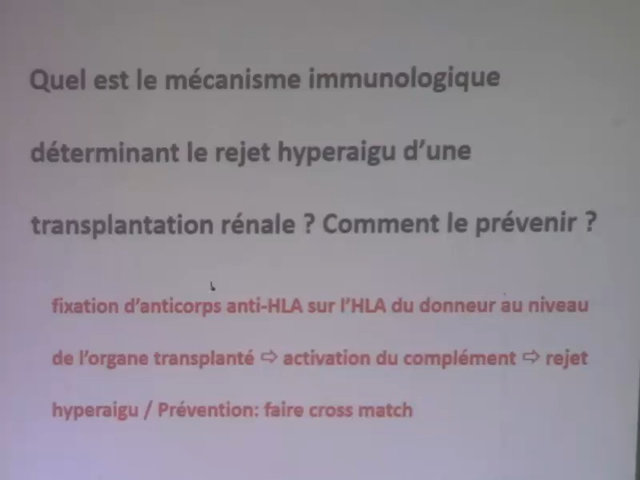 Quel est le mécanisme immunologique
déterminant le rejet hyperaigu d'une
transplantation rénale ? Comment le prévenir ?
fixation d'anticorps anti-HLA sur l'HLA du donneur au niveau
de l'organe transplanté ⇨ activation du complément ⇨ rejet
hyperaigu / Prévention: faire cross match